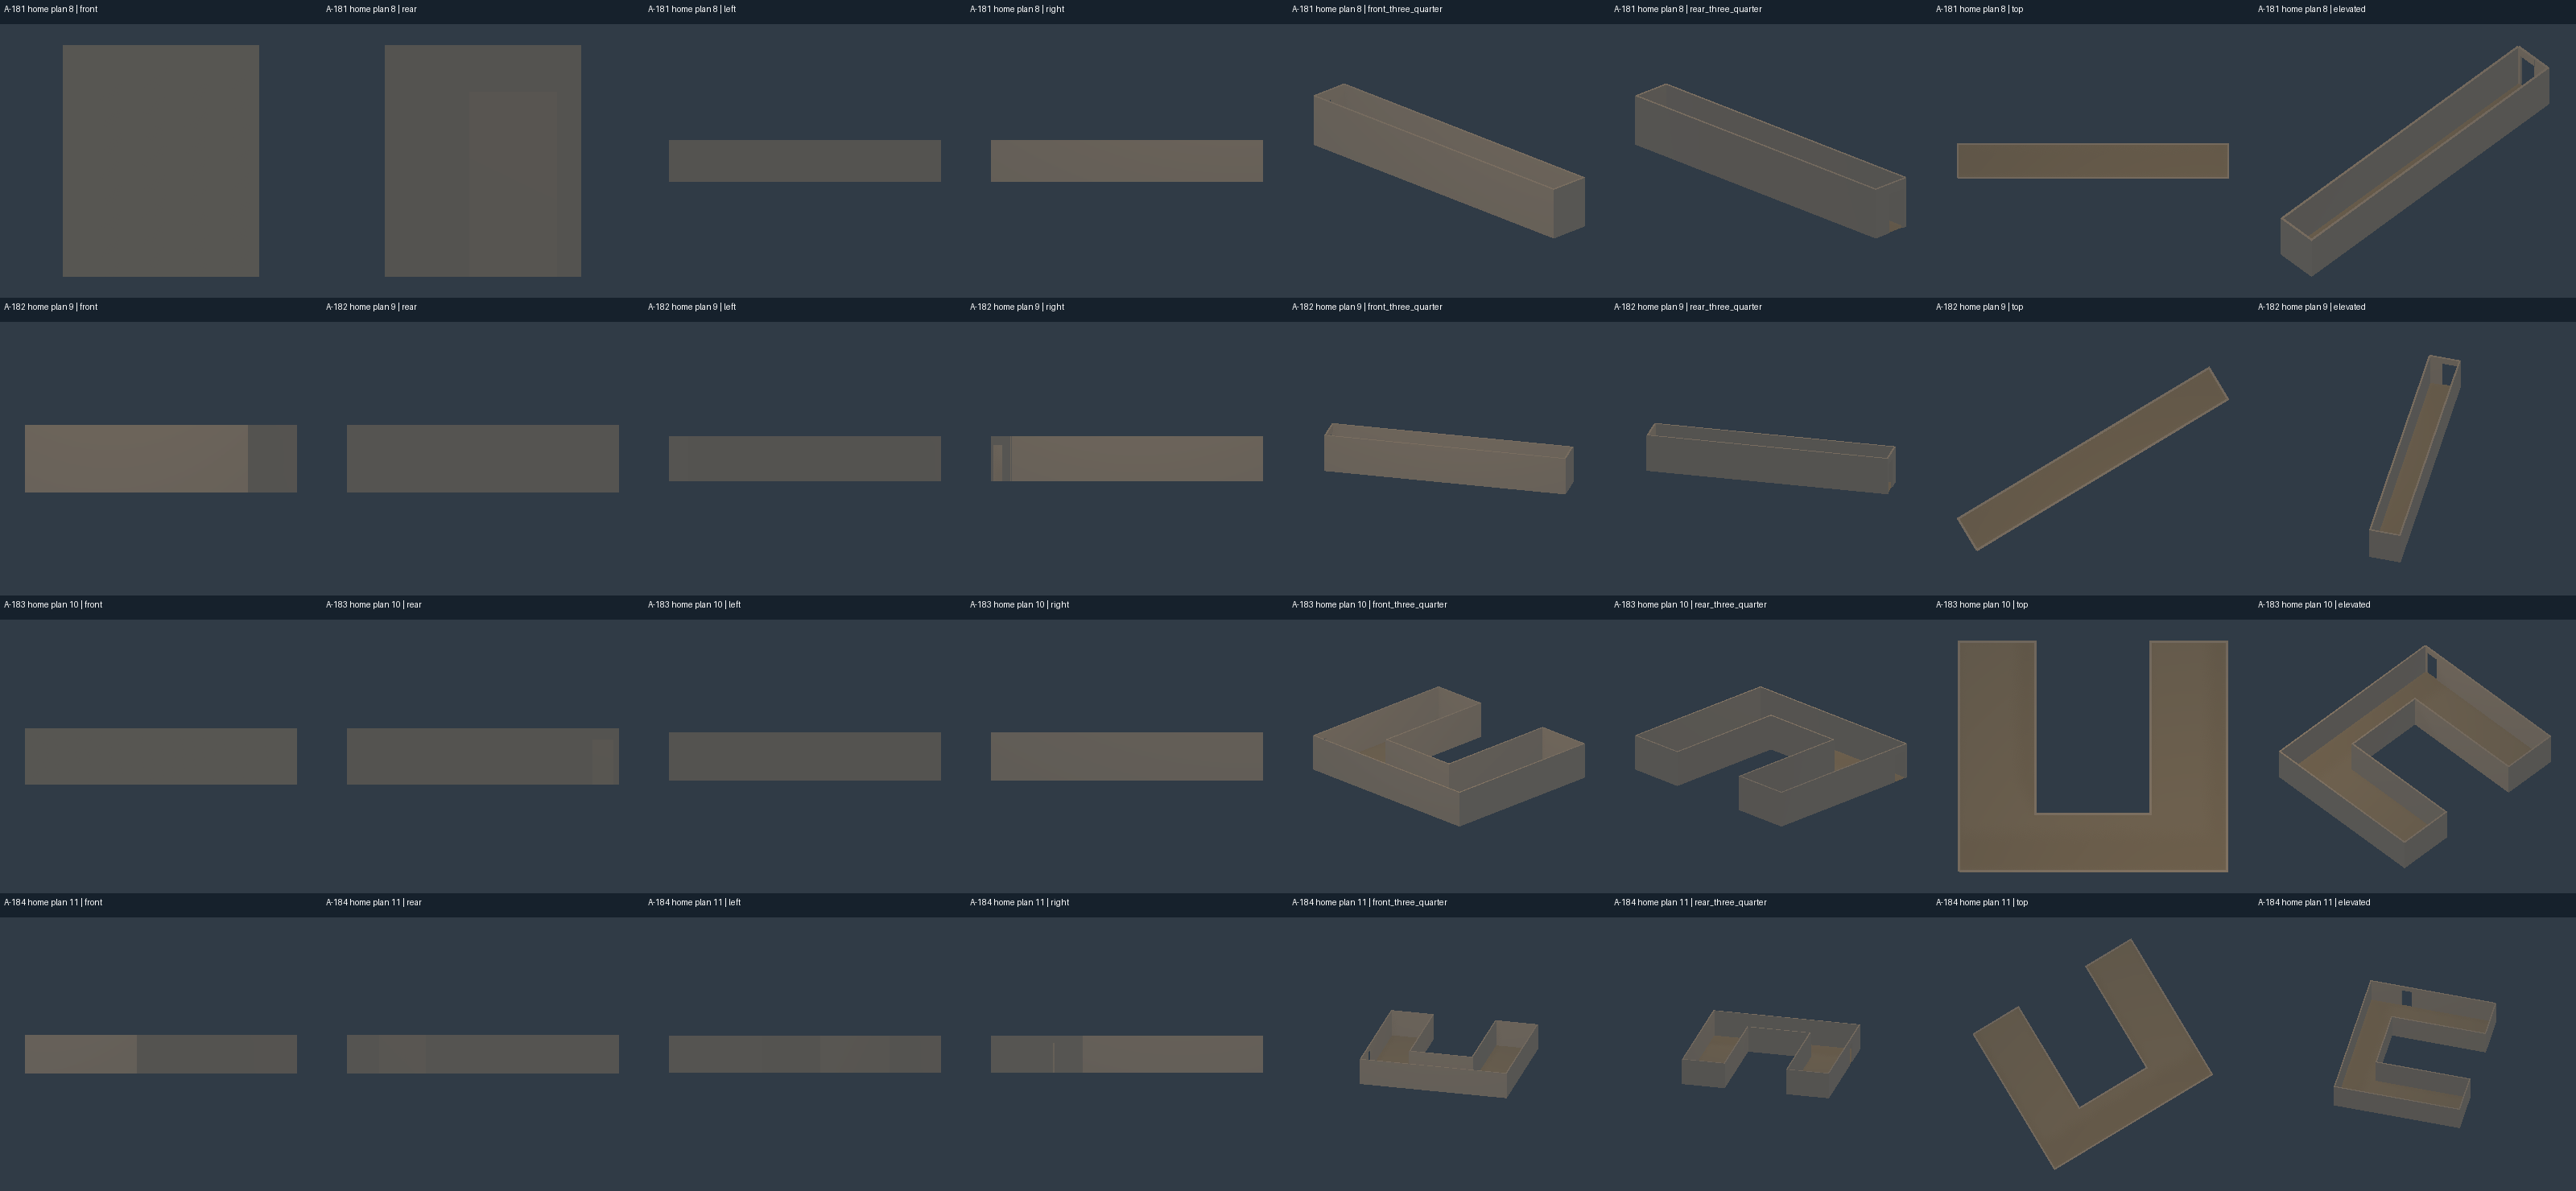 A-181 home plan 8 | front
A-181 home plan 8 | rear
A-181 home plan 8 | left
A-181 home plan 8 | right
A-181 home plan 8 | front_three_quarter
A-181 home plan 8 | rear_three_quarter
A-181 home plan 8 | top
A-181 home plan 8 | elevated
A-182 home plan 9 | front
A-182 home plan 9 | rear
A-182 home plan 9 | left
A-182 home plan 9 | right
A-182 home plan 9 | front_three_quarter
A-182 home plan 9 | rear_three_quarter
A-182 home plan 9 | top
A-182 home plan 9 | elevated
A-183 home plan 10 | front
A-183 home plan 10 | rear
A-183 home plan 10 | left
A-183 home plan 10 | right
A-183 home plan 10 | front_three_quarter
A-183 home plan 10 | rear_three_quarter
A-183 home plan 10 | top
A-183 home plan 10 | elevated
A-184 home plan 11 | front
A-184 home plan 11 | rear
A-184 home plan 11 | left
A-184 home plan 11 | right
A-184 home plan 11 | front_three_quarter
A-184 home plan 11 | rear_three_quarter
A-184 home plan 11 | top
A-184 home plan 11 | elevated